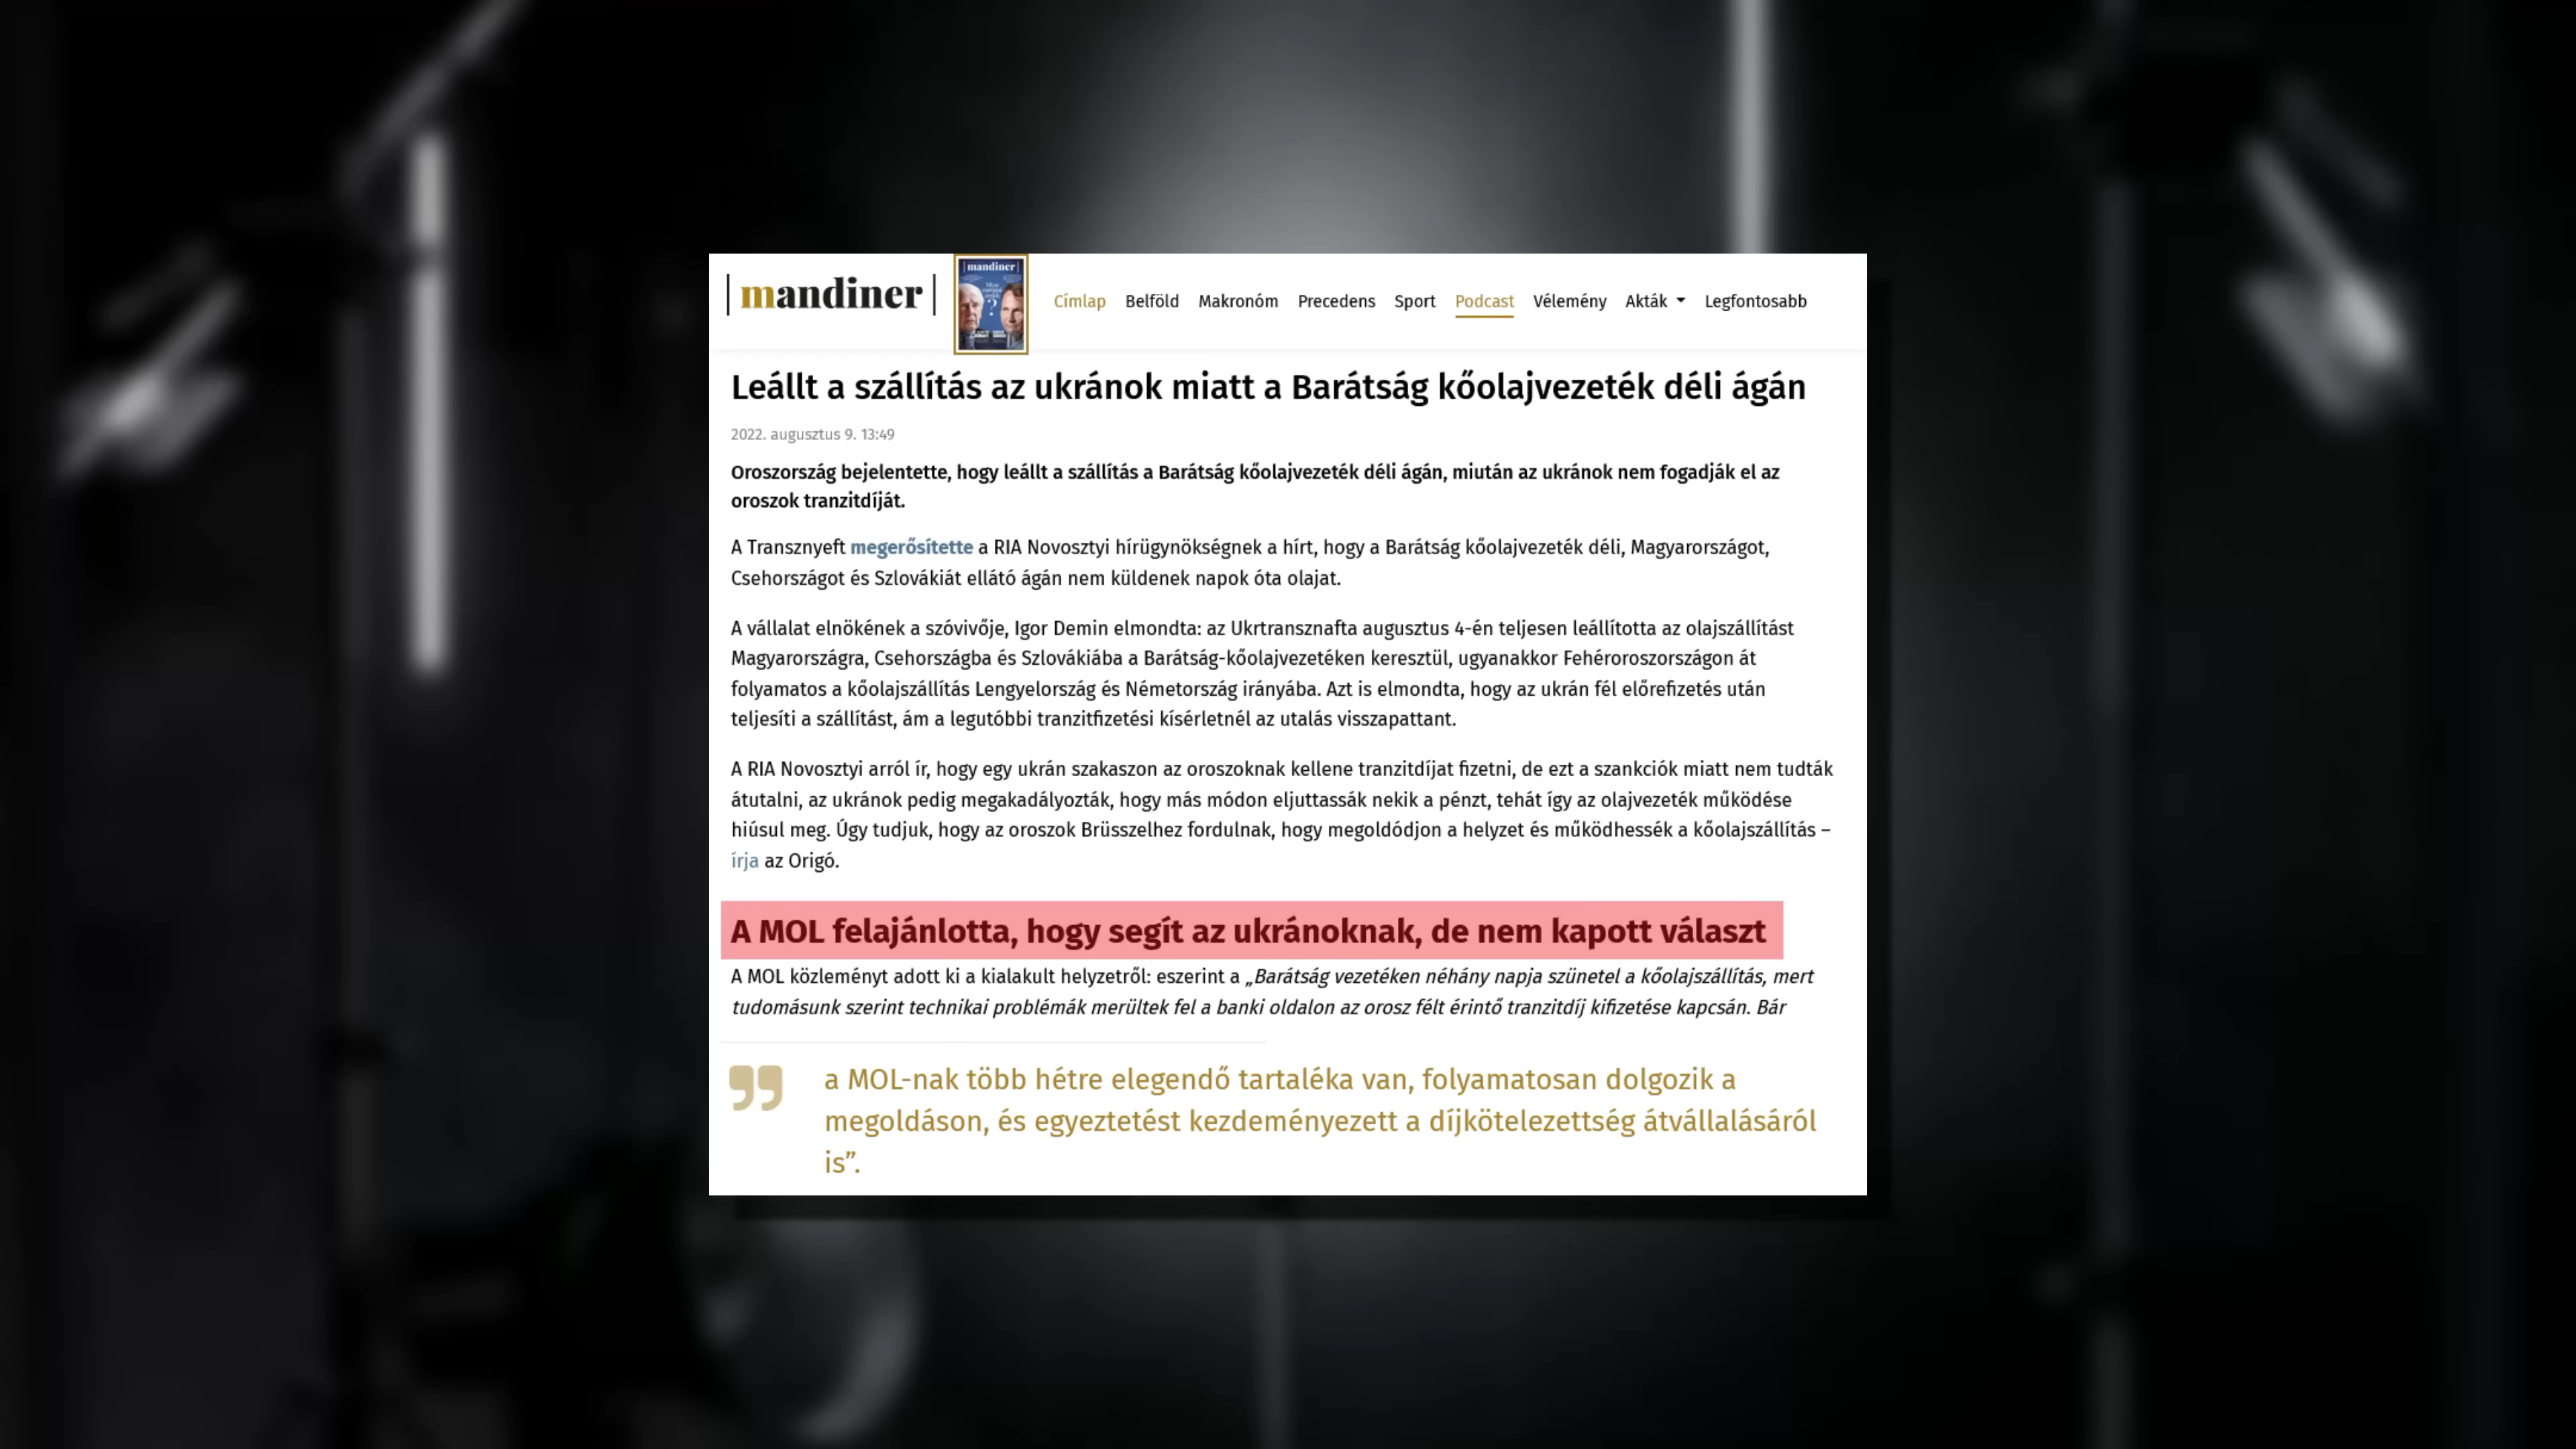 mandiner
mandiner
?
Címlap Belföld Makronóm Precedens Sport Podcast Vélemény Akták Legfontosabb
Leállt a szállítás az ukránok miatt a Barátság kőolajvezeték déli ágán
2022. augusztus 9. 13:49
Oroszország bejelentette, hogy leállt a szállítás a Barátság kőolajvezeték déli ágán, miután az ukránok nem fogadják el az
oroszok tranzitdíját.
A Transznyeft megerősítette a RIA Novosztyi hírügynökségnek a hírt, hogy a Barátság kőolajvezeték déli, Magyarországot,
Csehországot és Szlovákiát ellátó ágán nem küldenek napok óta olajat.
A vállalat elnökének a szóvivője, Igor Demin elmondta: az Ukrtransznafta augusztus 4-én teljesen leállította az olajszállítást
Magyarországra, Csehországba és Szlovákiába a Barátság-kőolajvezetéken keresztül, ugyanakkor Fehéroroszországon át
folyamatos a kőolajszállítás Lengyelország és Németország irányába. Azt is elmondta, hogy az ukrán fél előrefizetés után
teljesíti a szállítást, ám a legutóbbi tranzitfizetési kísérletnél az utalás visszapattant.
A RIA Novosztyi arról ír, hogy egy ukrán szakaszon az oroszoknak kellene tranzitdíjat fizetni, de ezt a szankciók miatt nem tudták
átutalni, az ukránok pedig megakadályozták, hogy más módon eljuttassák nekik a pénzt, tehát így az olajvezeték működése
hiúsul meg. Úgy tudjuk, hogy az oroszok Brüsszelhez fordulnak, hogy megoldódjon a helyzet és működhessék a kőolajszállítás –
írja az Origó.
A MOL felajánlotta, hogy segít az ukránoknak, de nem kapott választ
A MOL közleményt adott ki a kialakult helyzetről: eszerint a „Barátság vezetéken néhány napja szünetel a kőolajszállítás, mert
tudomásunk szerint technikai problémák merültek fel a banki oldalon az orosz félt érintő tranzitdíj kifizetése kapcsán. Bár
a MOL-nak több hétre elegendő tartaléka van, folyamatosan dolgozik a
megoldáson, és egyeztetést kezdeményezett a díjkötelezettség átvállalásáról
is”.